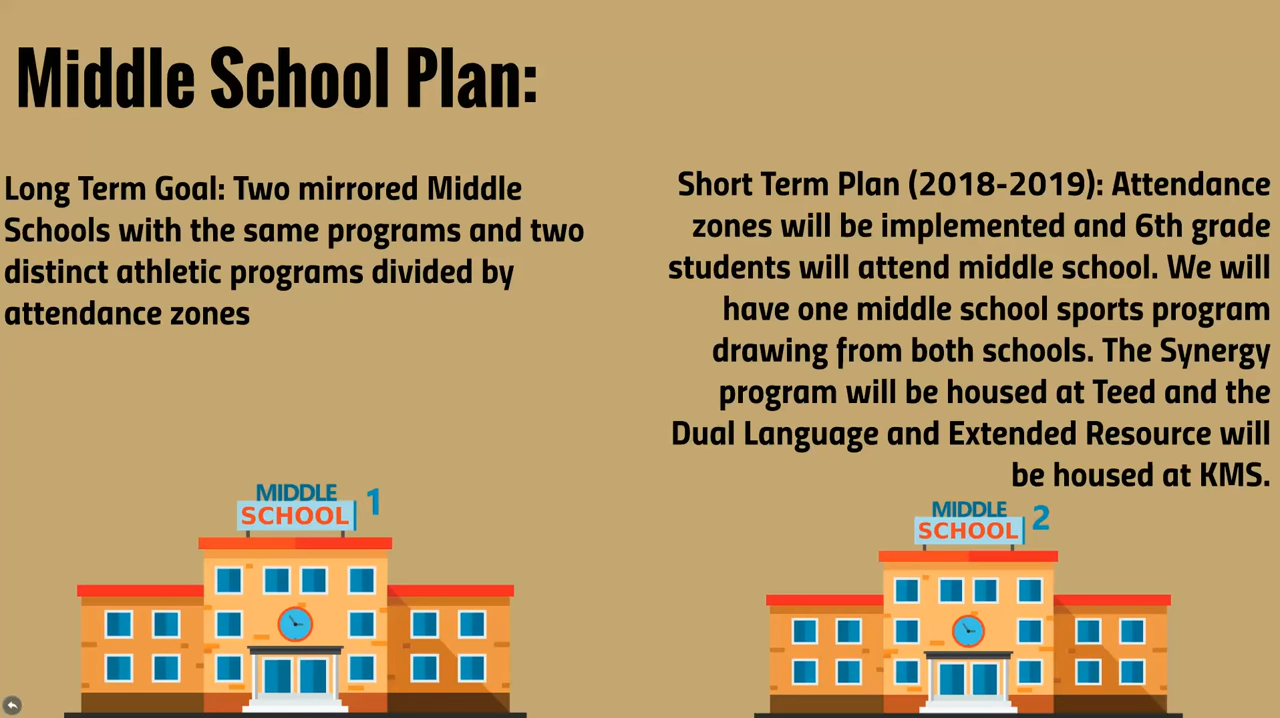 Middle School Plan:
Long Term Goal: Two mirrored Middle
Schools with the same programs and two
distinct athletic programs divided by
attendance zones
Short Term Plan (2018-2019): Attendance
zones will be implemented and 6th grade
students will attend middle school. We will
have one middle school sports program
drawing from both schools. The Synergy
program will be housed at Teed and the
Dual Language and Extended Resource will
be housed at KMS.
MIDDLE
SCHOOL 1
MIDDLE
SCHOOL 2